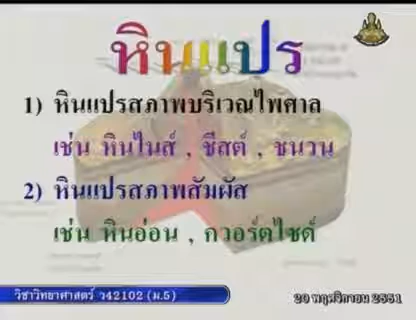 หินแปร
1) หินแปรสภาพบริเวณไพศาล
เช่น หินไนส์ , ชีสต์ , ชนวน
2) หินแปรสภาพสัมผัส
เช่น หินอ่อน , ควอร์ตไซต์
วิชาวิทยาศาสตร์ ว42102 (ม.5)
20 พฤศจิกายน 2551